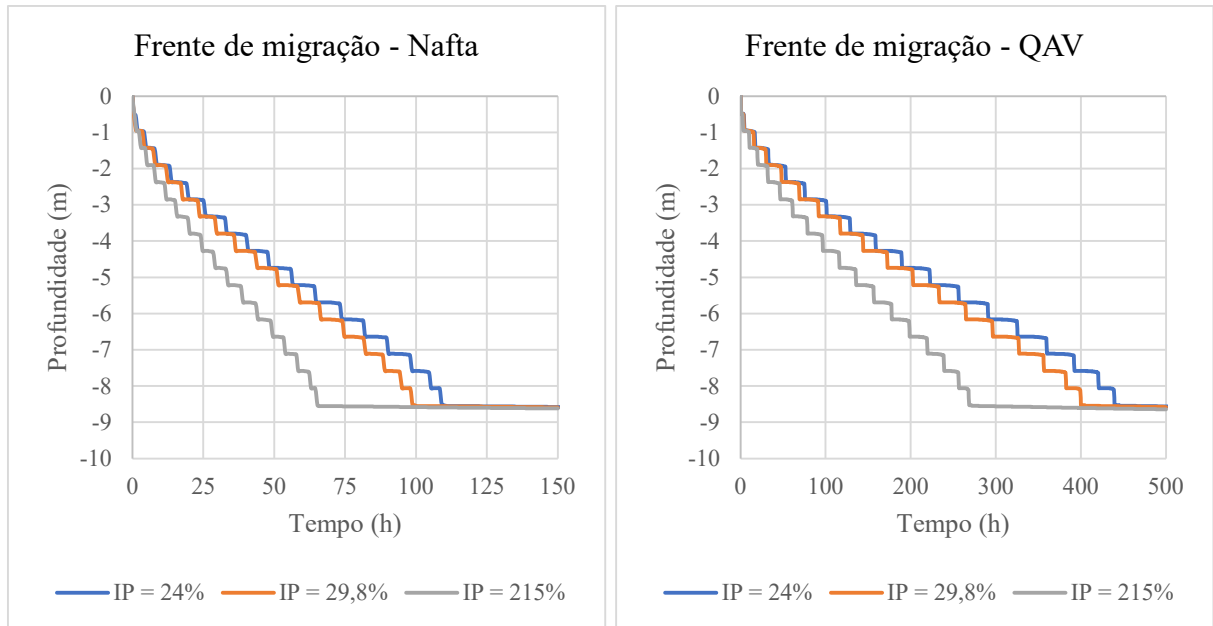 Frente de migração - Nafta
0
-1
-2
-3
-4
-5
-6
-7
-8
-9
-10
Profundidade (m)
0 25 50 75 100 125 150
Tempo (h)
IP = 24% IP = 29,8% IP = 215%
Frente de migração - QAV
0
-1
-2
-3
-4
-5
-6
-7
-8
-9
-10
Profundidade (m)
0 100 200 300 400 500
Tempo (h)
IP = 24% IP = 29,8% IP = 215%